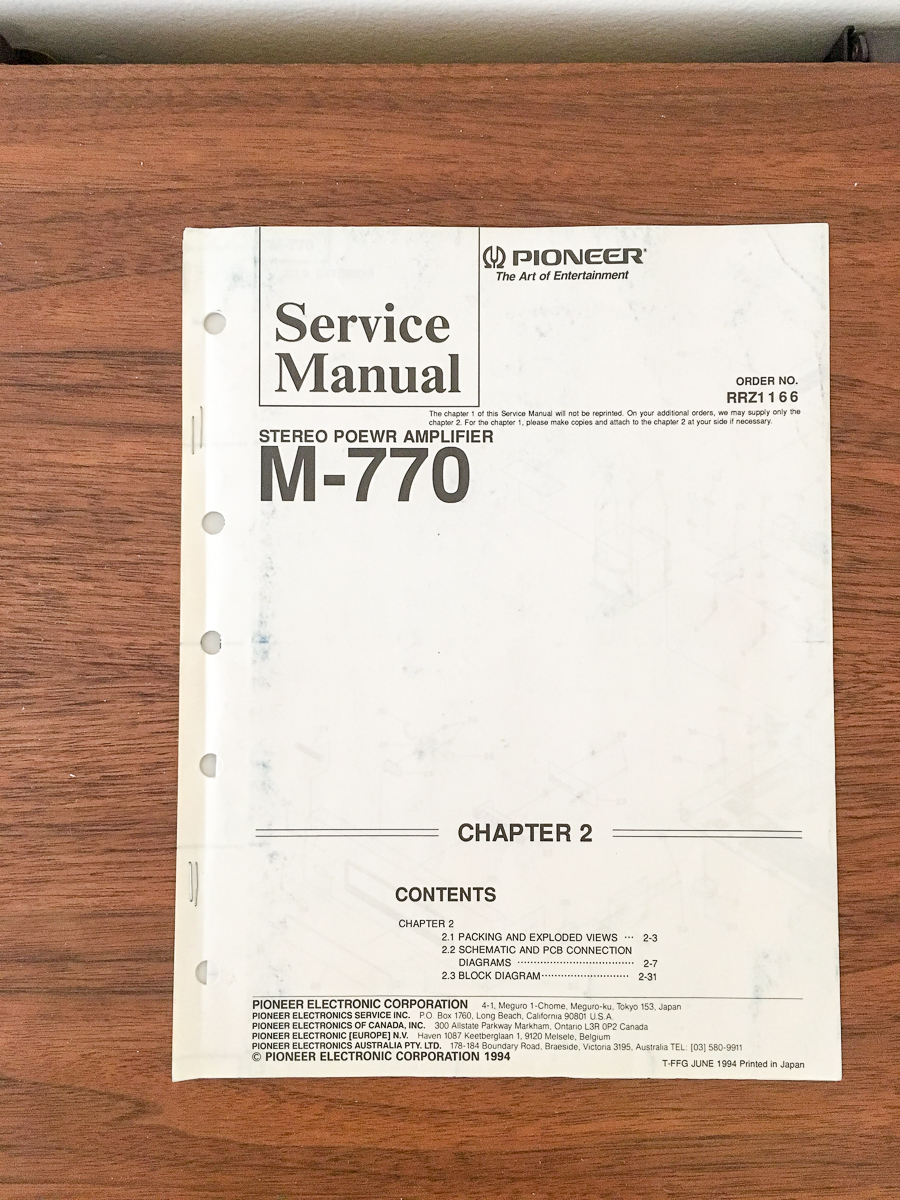 Service
Manual
PIONEER®
The Art of Entertainment
ORDER NO.
RRZ1166
The chapter 1 of this Service Manual will not be reprinted. On your additional orders, we may supply only the
chapter 2. For the chapter 1, please make copies and attach to the chapter 2 at your side if necessary.
STEREO POEWR AMPLIFIER
M-770
CHAPTER 2
CONTENTS
CHAPTER 2
2.1 PACKING AND EXPLODED VIEWS ··· 2-3
2.2 SCHEMATIC AND PCB CONNECTION
DIAGRAMS ································· 2-7
2.3 BLOCK DIAGRAM························· 2-31
PIONEER ELECTRONIC CORPORATION 4-1, Meguro 1-Chome, Meguro-ku, Tokyo 153, Japan
PIONEER ELECTRONICS SERVICE INC. P.O. Box 1760, Long Beach, California 90801 U.S.A.
PIONEER ELECTRONICS OF CANADA, INC. 300 Allstate Parkway Markham, Ontario L3R 0P2 Canada
PIONEER ELECTRONIC [EUROPE] N.V. Haven 1087 Keetberglaan 1, 9120 Melsele, Belgium
PIONEER ELECTRONICS AUSTRALIA PTY. LTD. 178-184 Boundary Road, Braeside, Victoria 3195, Australia TEL: [03] 580-9911
© PIONEER ELECTRONIC CORPORATION 1994
T-FFG JUNE 1994 Printed in Japan